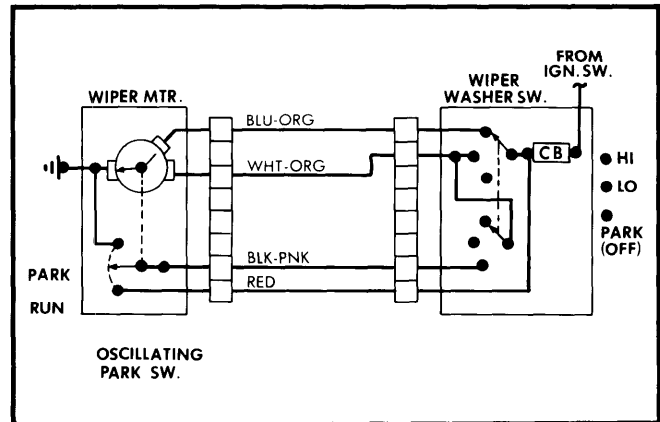 FROM
IGN. SW.
WIPER
WASHER SW.
WIPER MTR.
BLU-ORG
CB
HI
WHT-ORG
LO
PARK
(OFF)
BLK-PNK
PARK
RED
RUN
OSCILLATING
PARK SW.